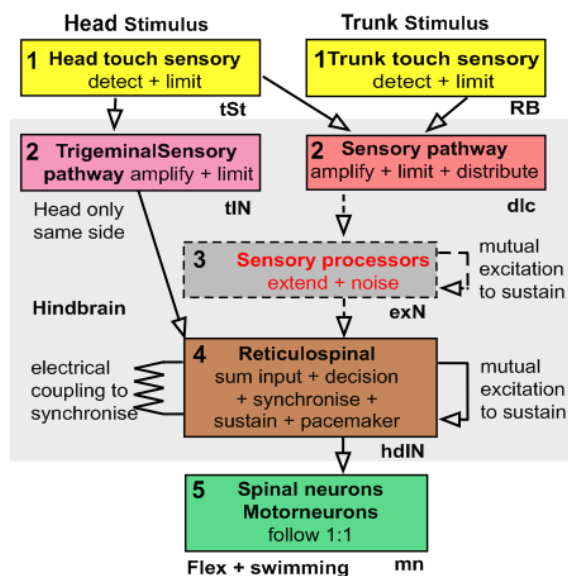 Head Stimulus
Trunk Stimulus
1 Head touch sensory
detect + limit
tSt
1 Trunk touch sensory
detect + limit
RB
2 TrigeminalSensory
pathway amplify + limit
tIN
2 Sensory pathway
amplify + limit + distribute
dlc
Head only
same side
3 Sensory processors
extend + noise
exN
mutual
excitation
to sustain
Hindbrain
electrical
coupling to
synchronise
4 Reticulospinal
sum input + decision
+ synchronise +
sustain + pacemaker
hdIN
mutual
excitation
to sustain
5 Spinal neurons
Motorneurons
follow 1:1
Flex + swimming
mn